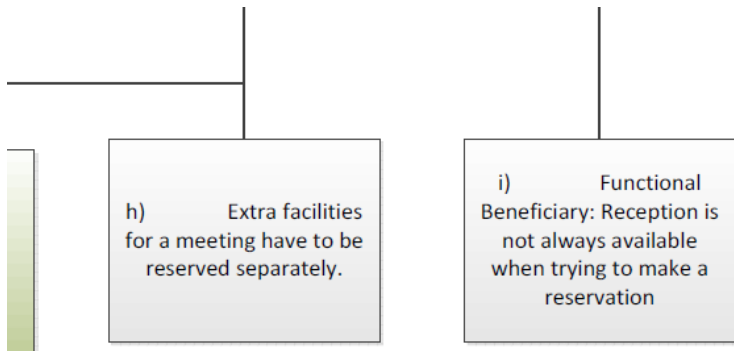 h) Extra facilities
for a meeting have to be
reserved separately.
i) Functional
Beneficiary: Reception is
not always available
when trying to make a
reservation